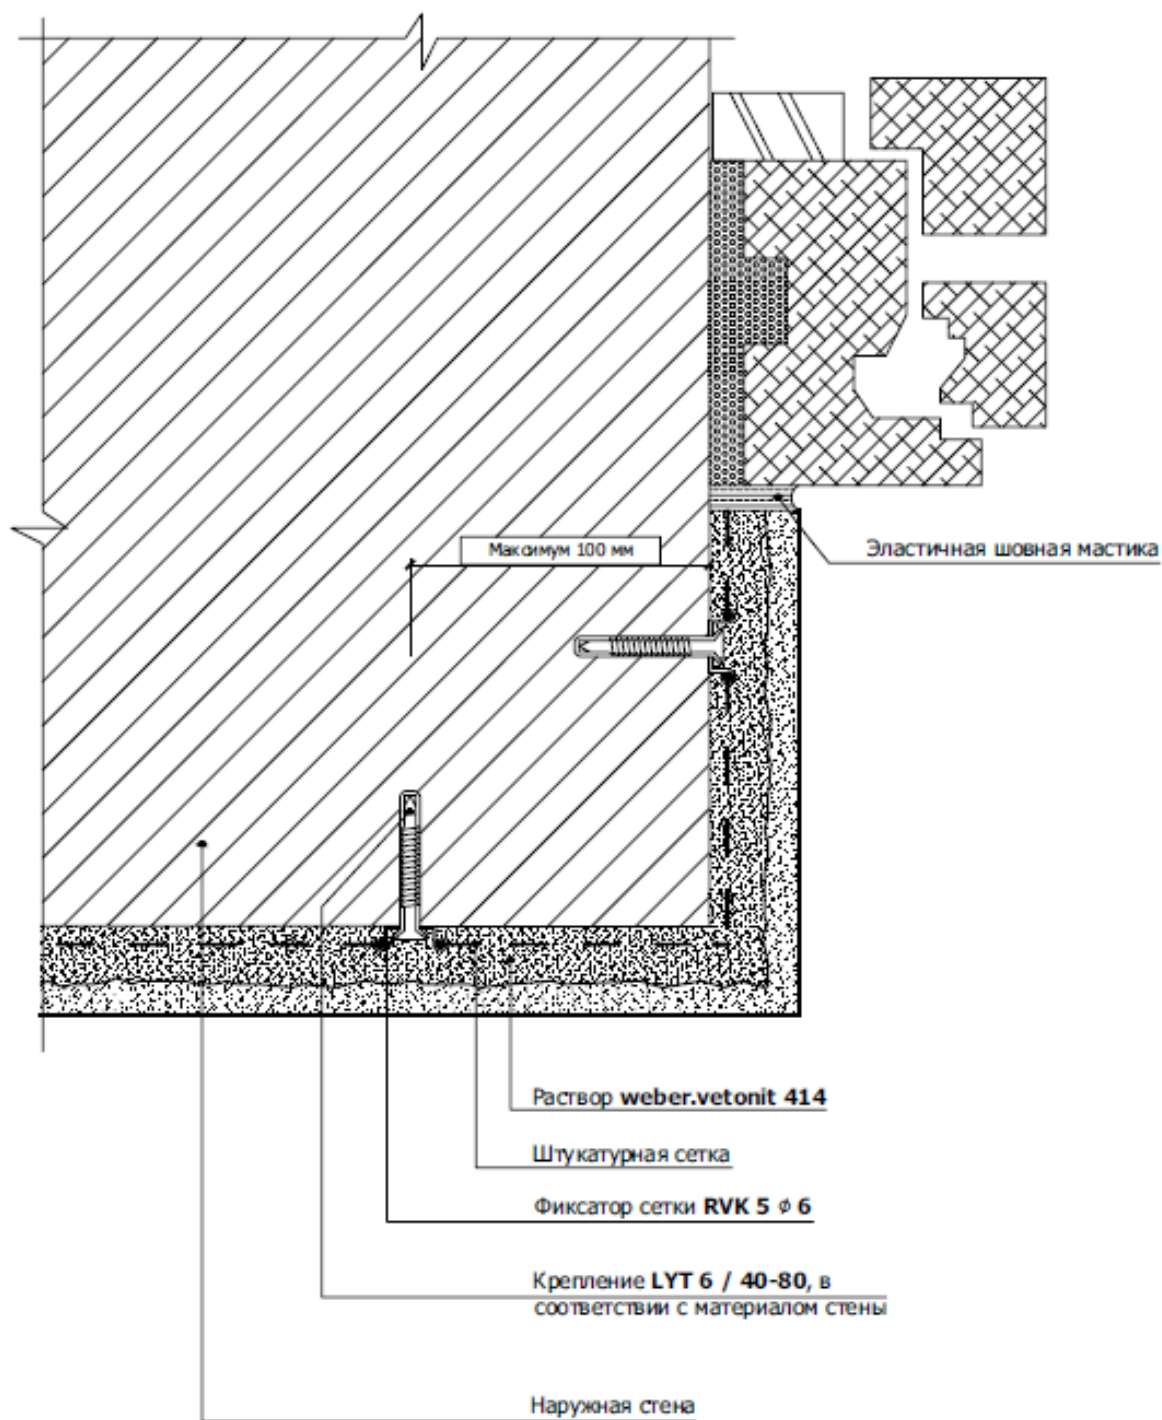 Максимум 100 мм
Эластичная шовная мастика
Раствор weber.vetonit 414
Штукатурная сетка
Фиксатор сетки RVK 5 ϕ 6
Крепление LYT 6 / 40-80, в
соответствии с материалом стены
Наружная стена